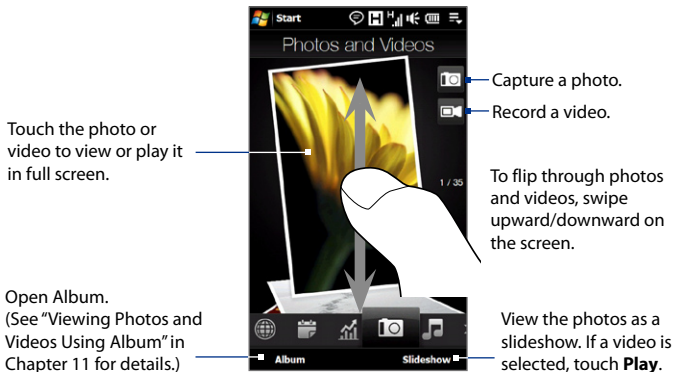 Start
Photos and Videos
Capture a photo.
Record a video.
Touch the photo or
video to view or play it
in full screen.
1 / 35
To flip through photos
and videos, swipe
upward/downward on
the screen.
Open Album.
(See “Viewing Photos and
Videos Using Album” in
Chapter 11 for details.)
Album
Slideshow
View the photos as a
slideshow. If a video is
selected, touch Play.